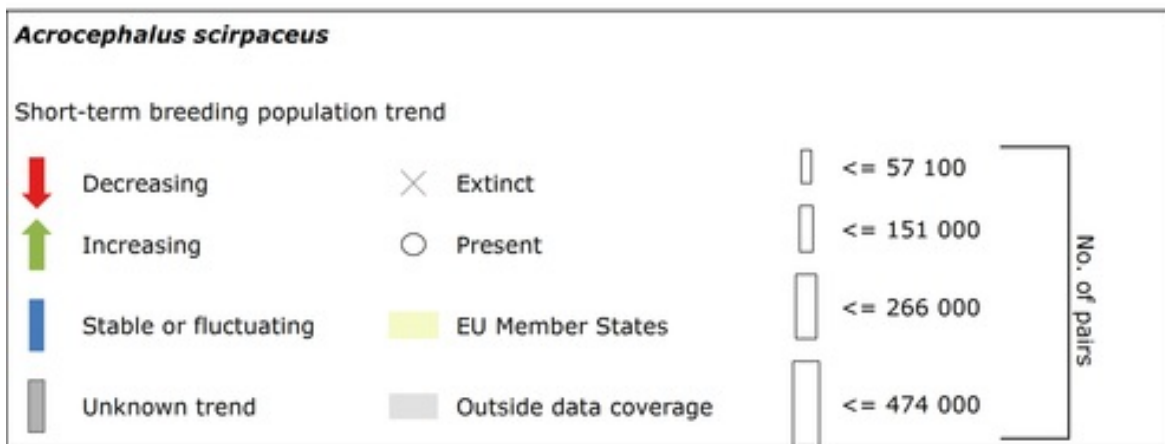 Acrocephalus scirpaceus
Short-term breeding population trend
Decreasing
Increasing
Stable or fluctuating
Unknown trend
Extinct
Present
EU Member States
Outside data coverage
<= 57 100
<= 151 000
<= 266 000
<= 474 000
No. of pairs